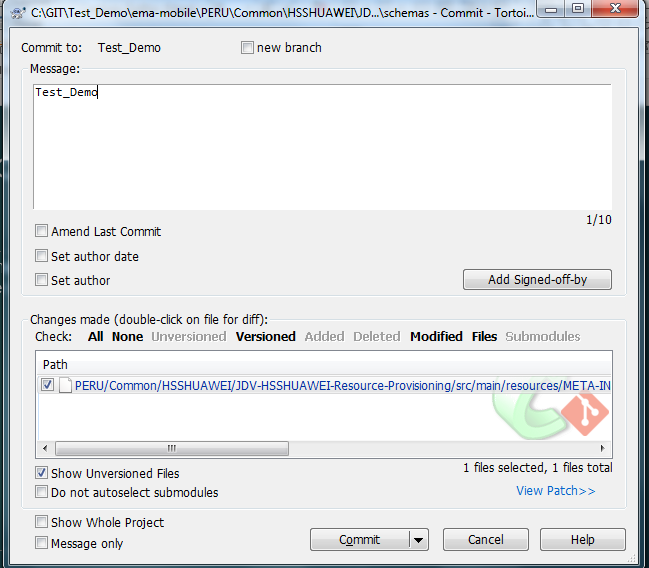 C:\GIT\Test_Demo\ema-mobile\PERU\Common\HSSHUAWEI\JD...\schemas - Commit - Tortoi...
Commit to: Test_Demo new branch
Message:
Test_Demo
1/10
Amend Last Commit
Set author date
Set author
Add Signed-off-by
Changes made (double-click on file for diff):
Check: All None Unversioned Versioned Added Deleted Modified Files Submodules
Path
PERU/Common/HSSHUAWEI/JDV-HSSHUAWEI-Resource-Provisioning/src/main/resources/META-IN
Show Unversioned Files
1 files selected, 1 files total
Do not autoselect submodules
View Patch>>
Show Whole Project
Message only
Commit
Cancel
Help